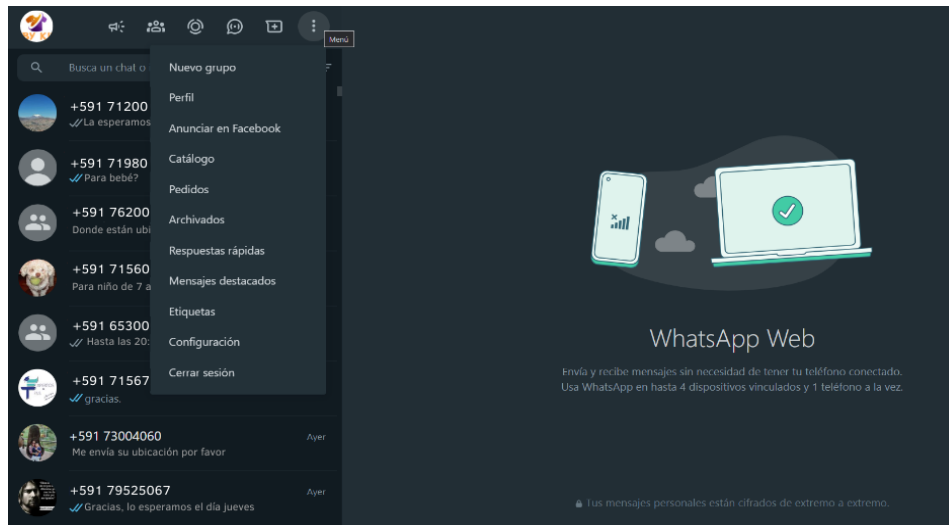 Menú
Busca un chat o
Nuevo grupo
Perfil
Anunciar en Facebook
Catálogo
Pedidos
Archivados
Respuestas rápidas
Mensajes destacados
Etiquetas
Configuración
Cerrar sesión
+591 71200
La esperamos
+591 71980
Para bebé?
+591 76200
Donde están ubi
+591 71560
Para niño de 7 a
+591 65300
Hasta las 20:
+591 71567
gracias.
+591 73004060 Ayer
Me envía su ubicación por favor
+591 79525067 Ayer
Gracias, lo esperamos el día jueves
WhatsApp Web
Envía y recibe mensajes sin necesidad de tener tu teléfono conectado.
Usa WhatsApp en hasta 4 dispositivos vinculados y 1 teléfono a la vez.
Tus mensajes personales están cifrados de extremo a extremo.